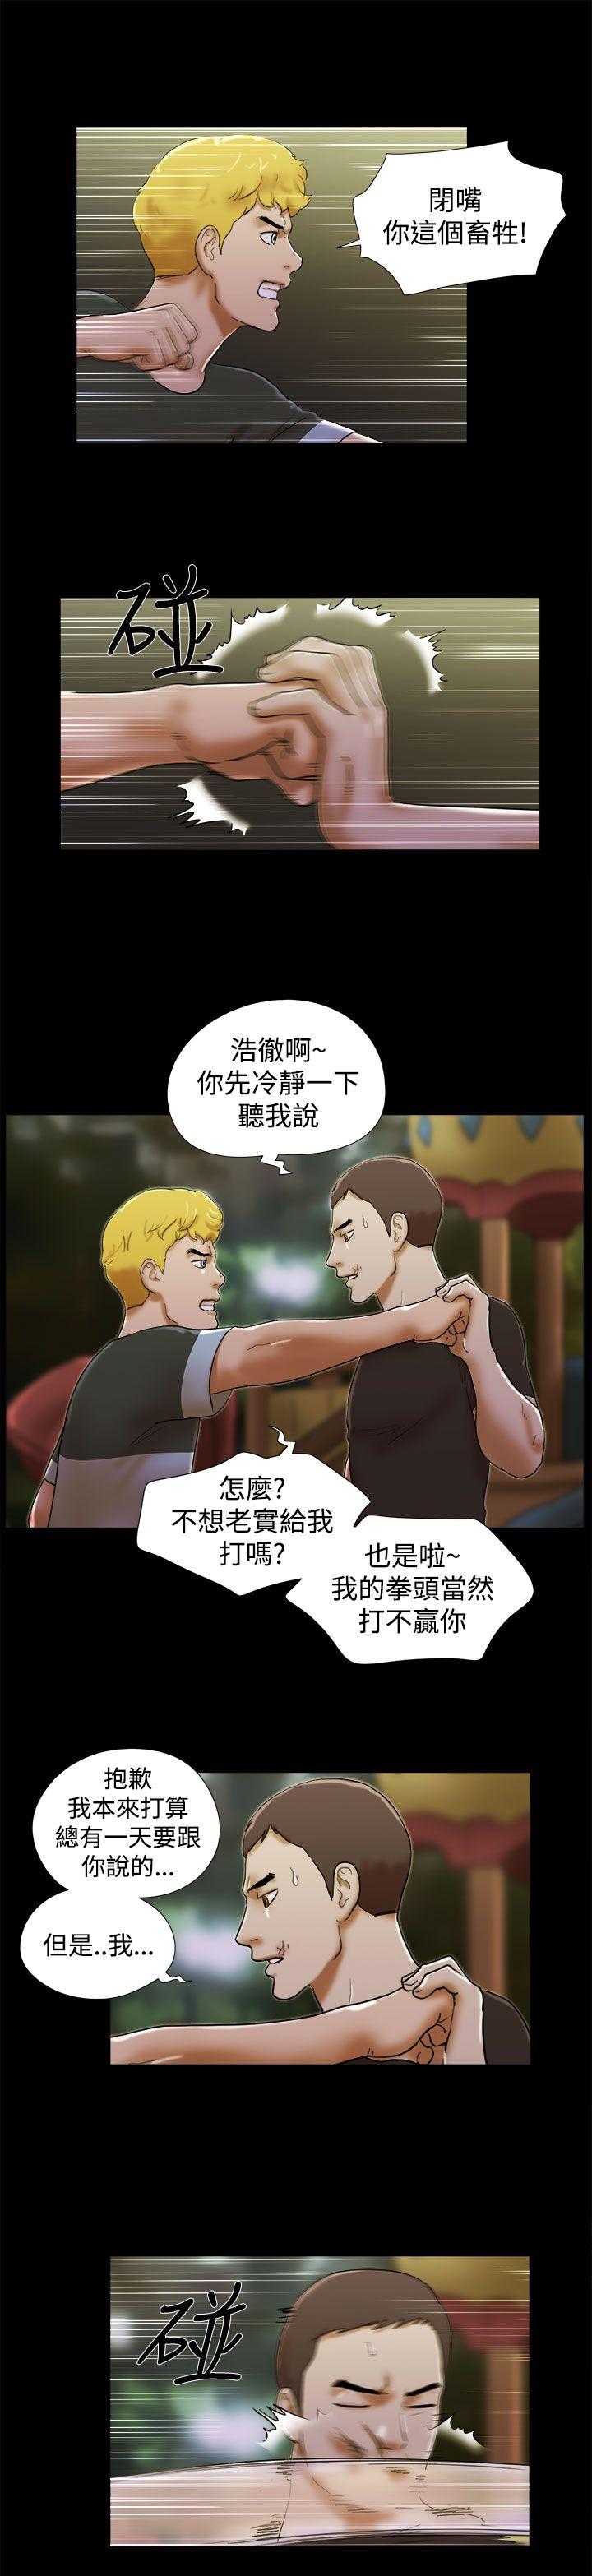 閉嘴
你這個畜牲!
碰
浩徹啊~
你先冷靜一下
聽我說
怎麼?
不想老實給我
打嗎?
也是啦~
我的拳頭當然
打不贏你
抱歉
我本來打算
總有一天要跟
你說的...
但是..我...
碰